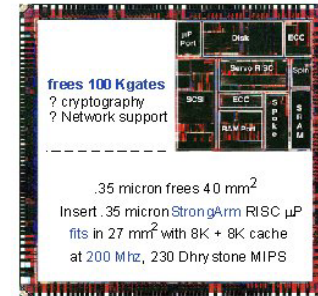 µP
Port
Disk
ECC
Servo RISC
Spin
SCSI
ECC
RAM Port
Spoke
SRAM
frees 100 Kgates
? cryptography
? Network support
.35 micron frees 40 mm2
Insert .35 micron StrongArm RISC µP
fits in 27 mm2 with 8K + 8K cache
at 200 Mhz, 230 Dhrystone MIPS